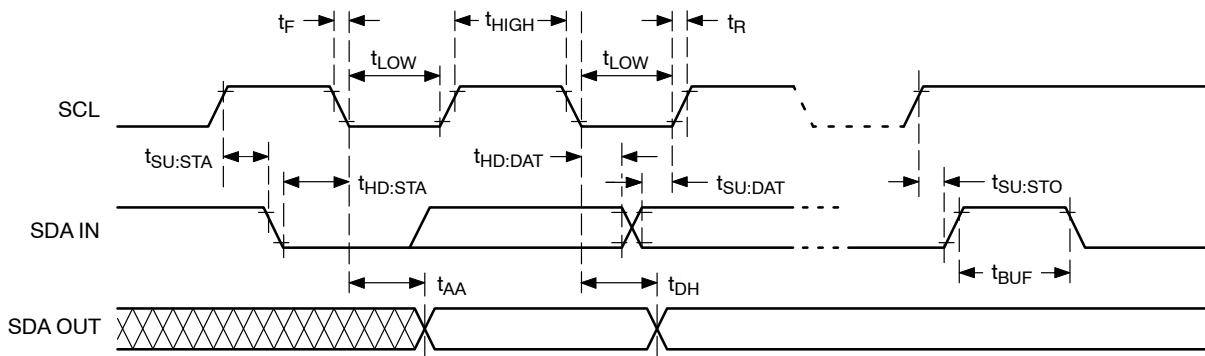 tF
tHIGH
tR
tLOW
tLOW
SCL
tSU:STA
tHD:DAT
tHD:STA
tSU:DAT
tSU:STO
SDA IN
tAA
tDH
tBUF
SDA OUT